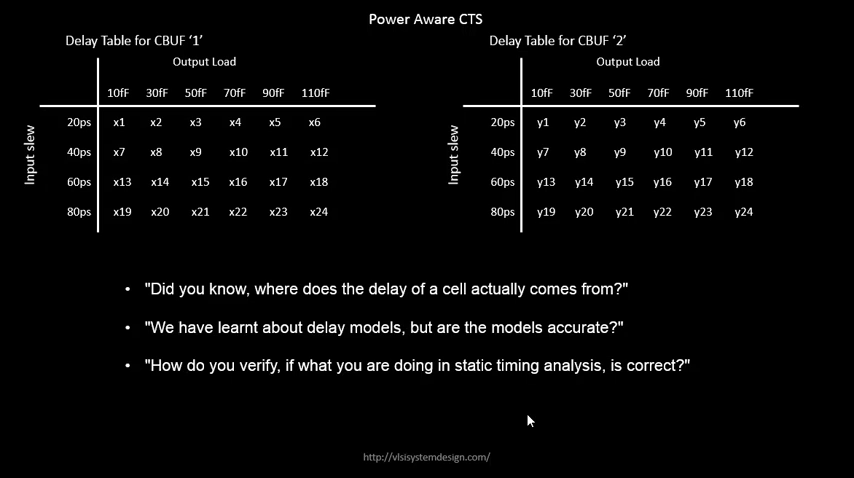 Power Aware CTS
Delay Table for CBUF ‘1’
Output Load
10fF 30fF 50fF 70fF 90fF 110fF
Input slew
20ps x1 x2 x3 x4 x5 x6
40ps x7 x8 x9 x10 x11 x12
60ps x13 x14 x15 x16 x17 x18
80ps x19 x20 x21 x22 x23 x24
Delay Table for CBUF ‘2’
Output Load
10fF 30fF 50fF 70fF 90fF 110fF
Input slew
20ps y1 y2 y3 y4 y5 y6
40ps y7 y8 y9 y10 y11 y12
60ps y13 y14 y15 y16 y17 y18
80ps y19 y20 y21 y22 y23 y24
• "Did you know, where does the delay of a cell actually comes from?"
• "We have learnt about delay models, but are the models accurate?"
• "How do you verify, if what you are doing in static timing analysis, is correct?"
http://vlsisystemdesign.com/